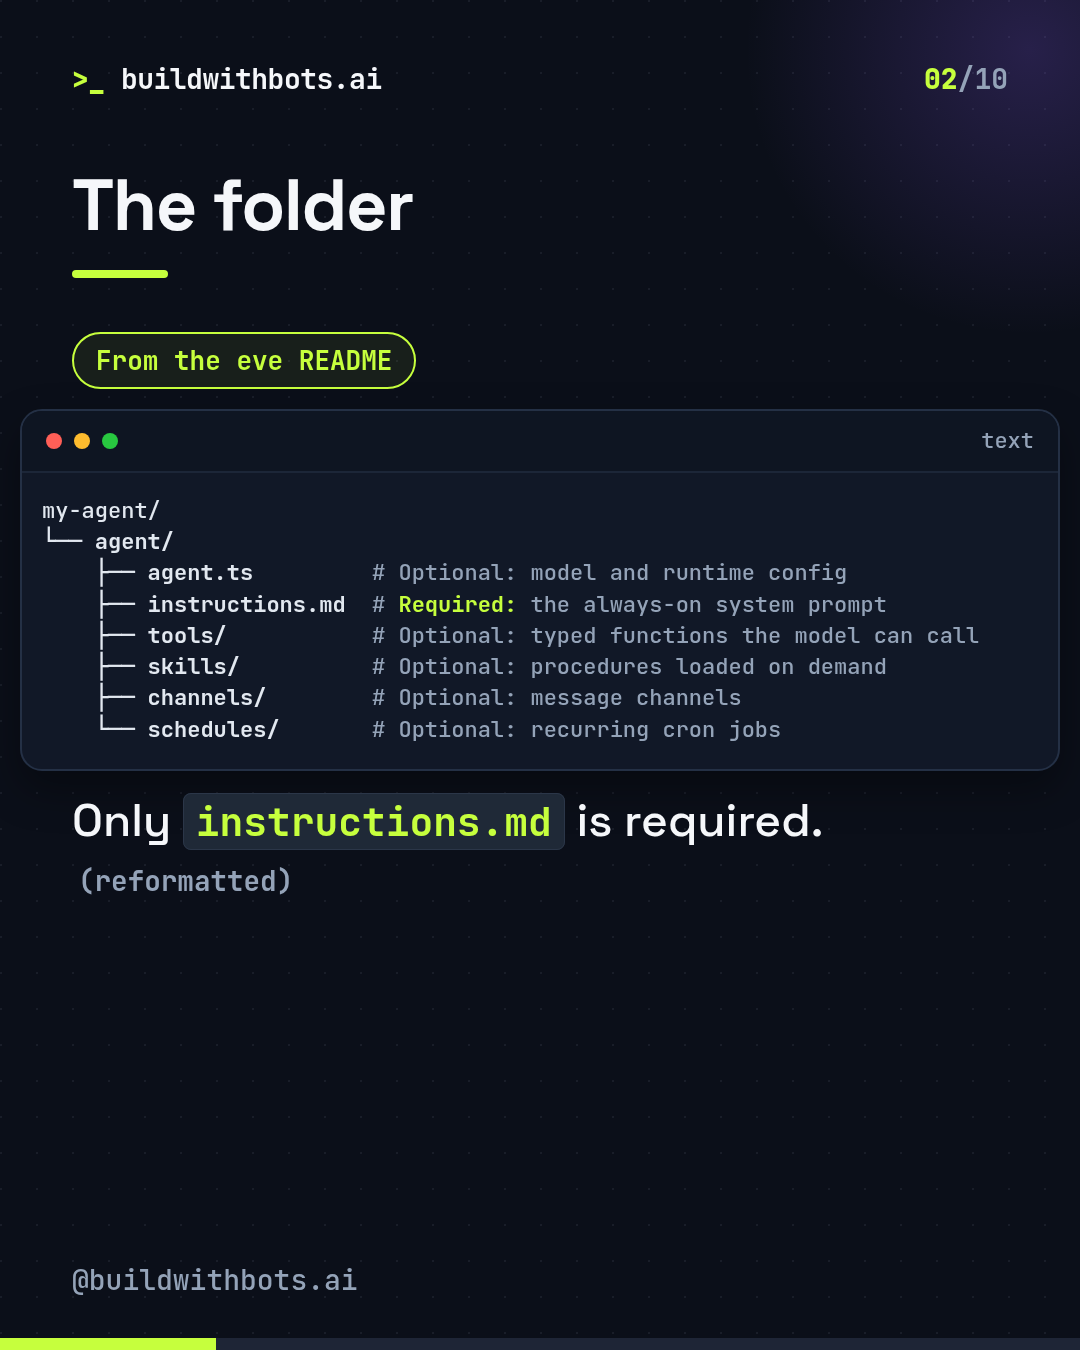 >_ buildwithbots.ai
02/10
The folder
From the eve README
text
my-agent/
└── agent/
    ├── agent.ts         # Optional: model and runtime config
    ├── instructions.md  # Required: the always-on system prompt
    ├── tools/           # Optional: typed functions the model can call
    ├── skills/          # Optional: procedures loaded on demand
    ├── channels/        # Optional: message channels
    └── schedules/       # Optional: recurring cron jobs
Only instructions.md is required.
(reformatted)
@buildwithbots.ai